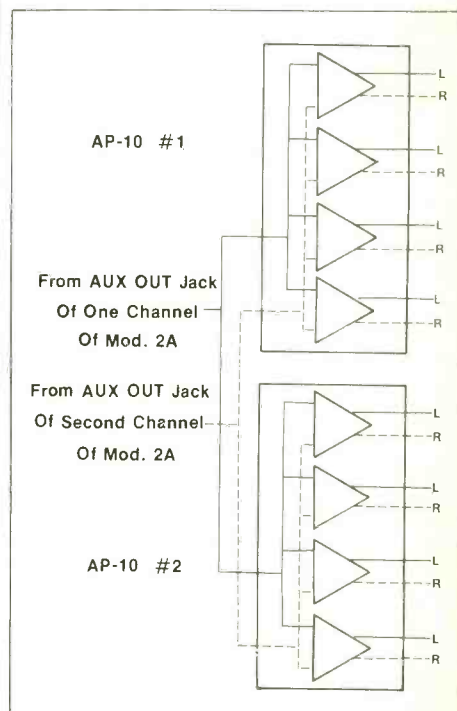 L
R
AP-10 #1
L
R
L
R
From AUX OUT Jack
Of One Channel
Of Mod. 2A
L
R
From AUX OUT Jack
Of Second Channel
Of Mod. 2A
L
R
L
R
AP-10 #2
L
R
L
R